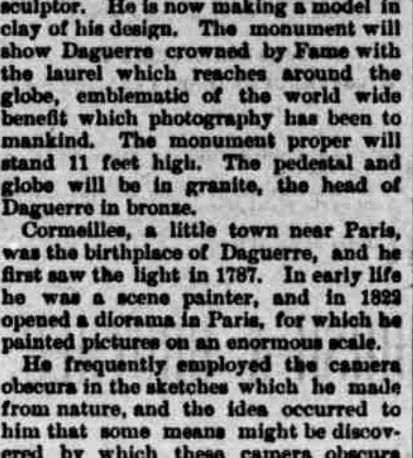 sculptor. He is now making a model in
clay of his design. The monument will
show Daguerre crowned by Fame with
the laurel which reaches around the
globe, emblematic of the world wide
benefit which photography has been to
mankind. The monument proper will
stand 11 feet high. The pedestal and
globe will be in granite, the head of
Daguerre in bronze.
Cormeilles, a little town near Paris,
was the birthplace of Daguerre, and he
first saw the light in 1787. In early life
he was a scene painter, and in 1822
opened a diorama in Paris, for which he
painted pictures on an enormous scale.
He frequently employed the camera
obscura in the sketches which he made
from nature, and the idea occurred to
him that some means might be discov-
ered by which these camera obscura